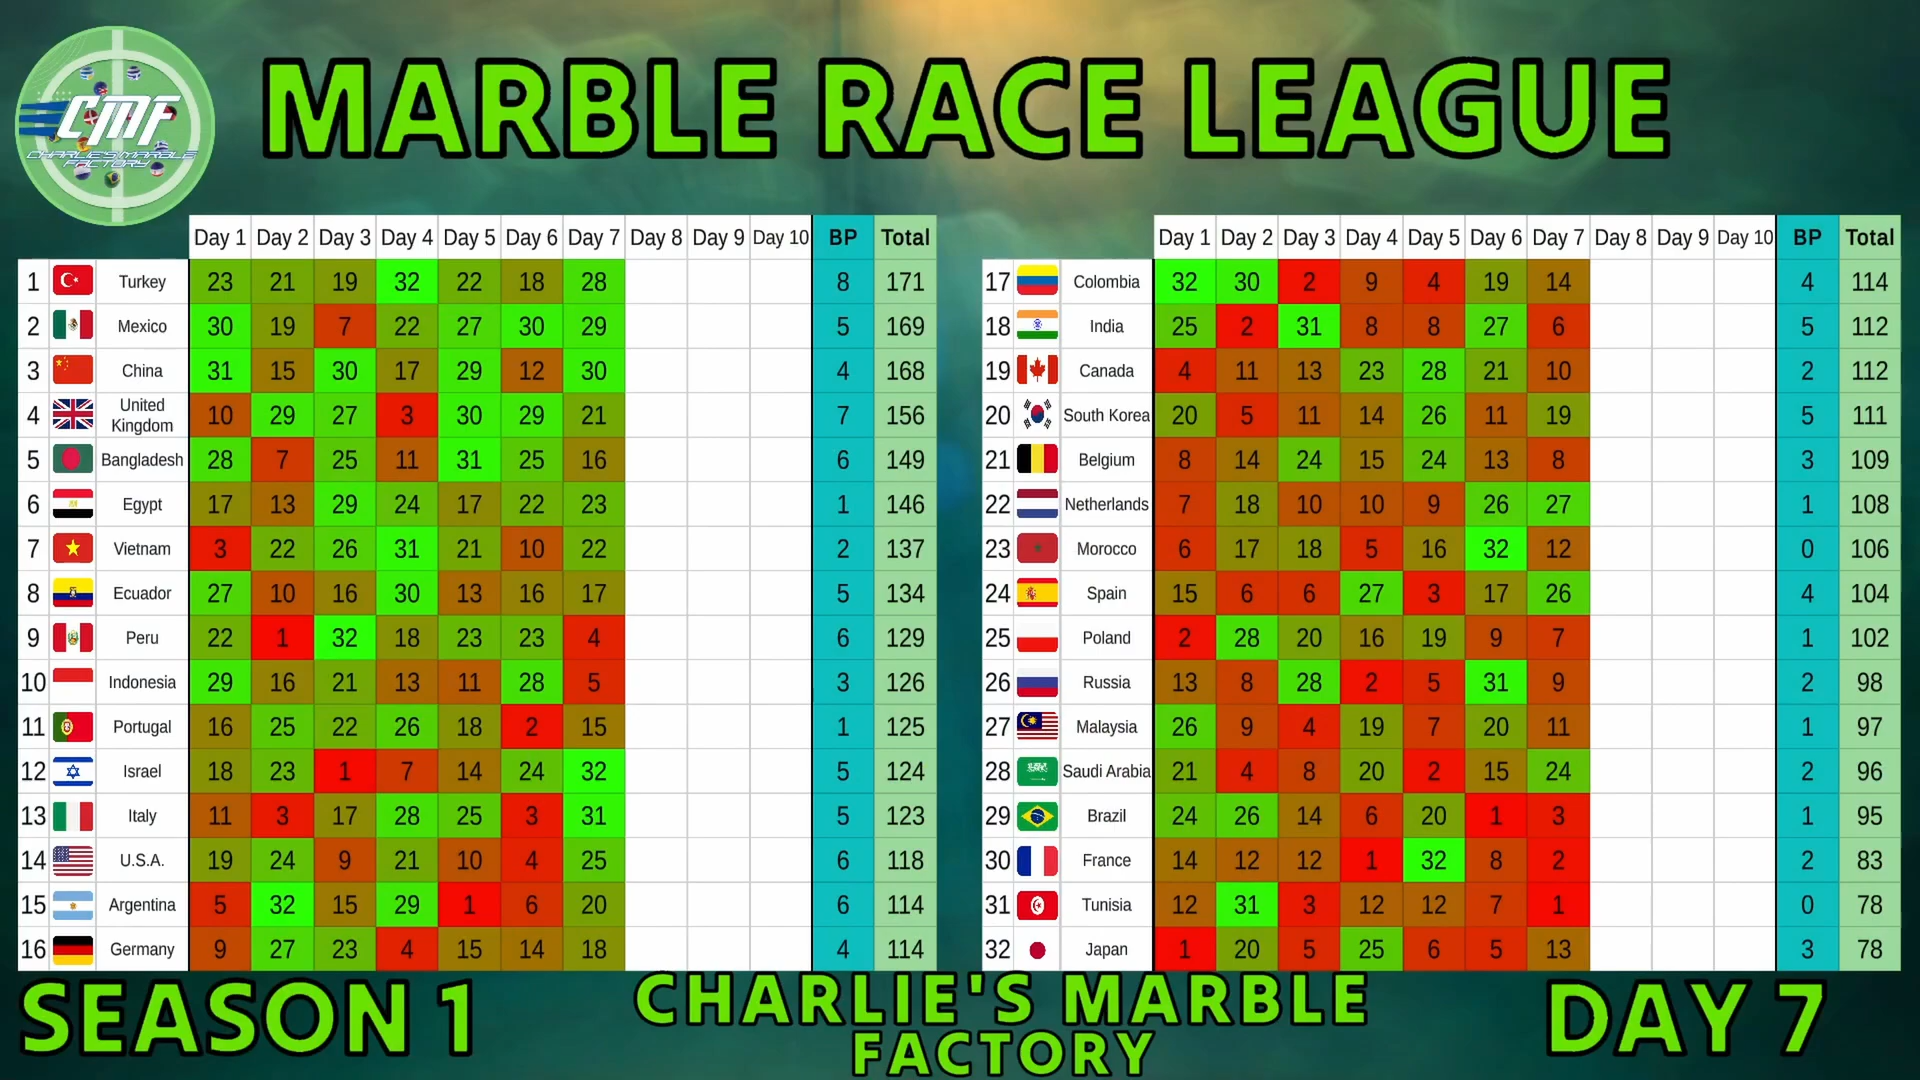 CMF
CHARLIE'S MARBLE
FACTORY
MARBLE RACE LEAGUE
Day 1 Day 2 Day 3 Day 4 Day 5 Day 6 Day 7 Day 8 Day 9 Day 10 BP Total
1 Turkey 23 21 19 32 22 18 28 8 171
2 Mexico 30 19 7 22 27 30 29 5 169
3 China 31 15 30 17 29 12 30 4 168
4 United Kingdom 10 29 27 3 30 29 21 7 156
5 Bangladesh 28 7 25 11 31 25 16 6 149
6 Egypt 17 13 29 24 17 22 23 1 146
7 Vietnam 3 22 26 31 21 10 22 2 137
8 Ecuador 27 10 16 30 13 16 17 5 134
9 Peru 22 1 32 18 23 23 4 6 129
10 Indonesia 29 16 21 13 11 28 5 3 126
11 Portugal 16 25 22 26 18 2 15 1 125
12 Israel 18 23 1 7 14 24 32 5 124
13 Italy 11 3 17 28 25 3 31 5 123
14 U.S.A. 19 24 9 21 10 4 25 6 118
15 Argentina 5 32 15 29 1 6 20 6 114
16 Germany 9 27 23 4 15 14 18 4 114
Day 1 Day 2 Day 3 Day 4 Day 5 Day 6 Day 7 Day 8 Day 9 Day 10 BP Total
17 Colombia 32 30 2 9 4 19 14 4 114
18 India 25 2 31 8 8 27 6 5 112
19 Canada 4 11 13 23 28 21 10 2 112
20 South Korea 20 5 11 14 26 11 19 5 111
21 Belgium 8 14 24 15 24 13 8 3 109
22 Netherlands 7 18 10 10 9 26 27 1 108
23 Morocco 6 17 18 5 16 32 12 0 106
24 Spain 15 6 6 27 3 17 26 4 104
25 Poland 2 28 20 16 19 9 7 1 102
26 Russia 13 8 28 2 5 31 9 2 98
27 Malaysia 26 9 4 19 7 20 11 1 97
28 Saudi Arabia 21 4 8 20 2 15 24 2 96
29 Brazil 24 26 14 6 20 1 3 1 95
30 France 14 12 12 1 32 8 2 2 83
31 Tunisia 12 31 3 12 12 7 1 0 78
32 Japan 1 20 5 25 6 5 13 3 78
SEASON 1
CHARLIE'S MARBLE
FACTORY
DAY 7